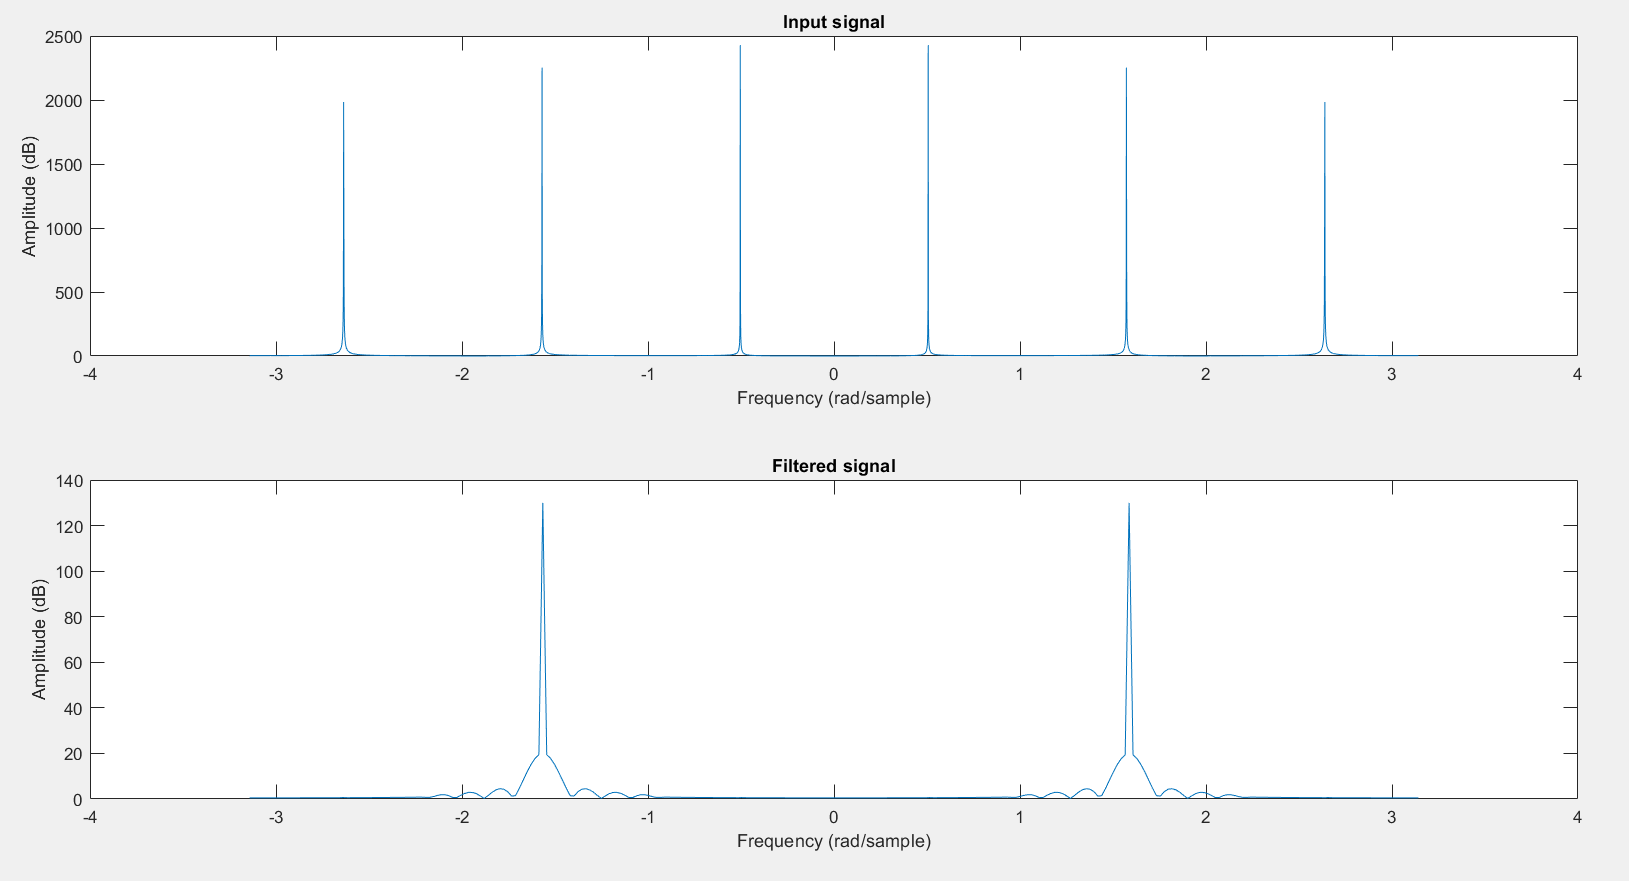 Input signal
2500
2000
1500
1000
500
0
Amplitude (dB)
-4 -3 -2 -1 0 1 2 3 4
Frequency (rad/sample)
Filtered signal
140
120
100
80
60
40
20
0
Amplitude (dB)
-4 -3 -2 -1 0 1 2 3 4
Frequency (rad/sample)